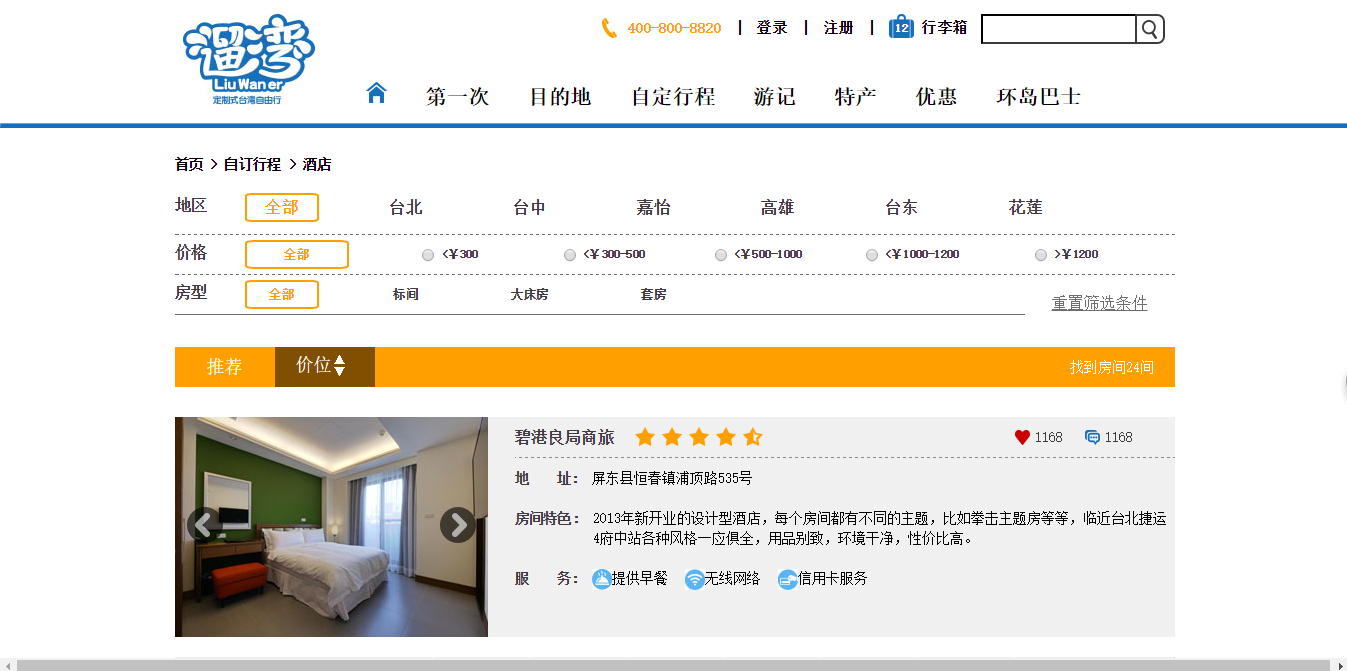 遛湾
LiuWaner
定制式台湾自由行
400-800-8820 | 登录 | 注册 | 12 行李箱
第一次 目的地 自定行程 游记 特产 优惠 环岛巴士
首页 > 自订行程 > 酒店
地区 全部 台北 台中 嘉怡 高雄 台东 花莲
价格 全部 <¥300 <¥300-500 <¥500-1000 <¥1000-1200 >¥1200
房型 全部 标间 大床房 套房
重置筛选条件
推荐 价位 找到房间24间
碧港良局商旅 1168 1168
地 址： 屏东县恒春镇浦顶路535号
房间特色： 2013年新开业的设计型酒店，每个房间都有不同的主题，比如拳击主题房等等，临近台北捷运
4府中站各种风格一应俱全，用品别致，环境干净，性价比高。
服 务： 提供早餐 无线网络 信用卡服务